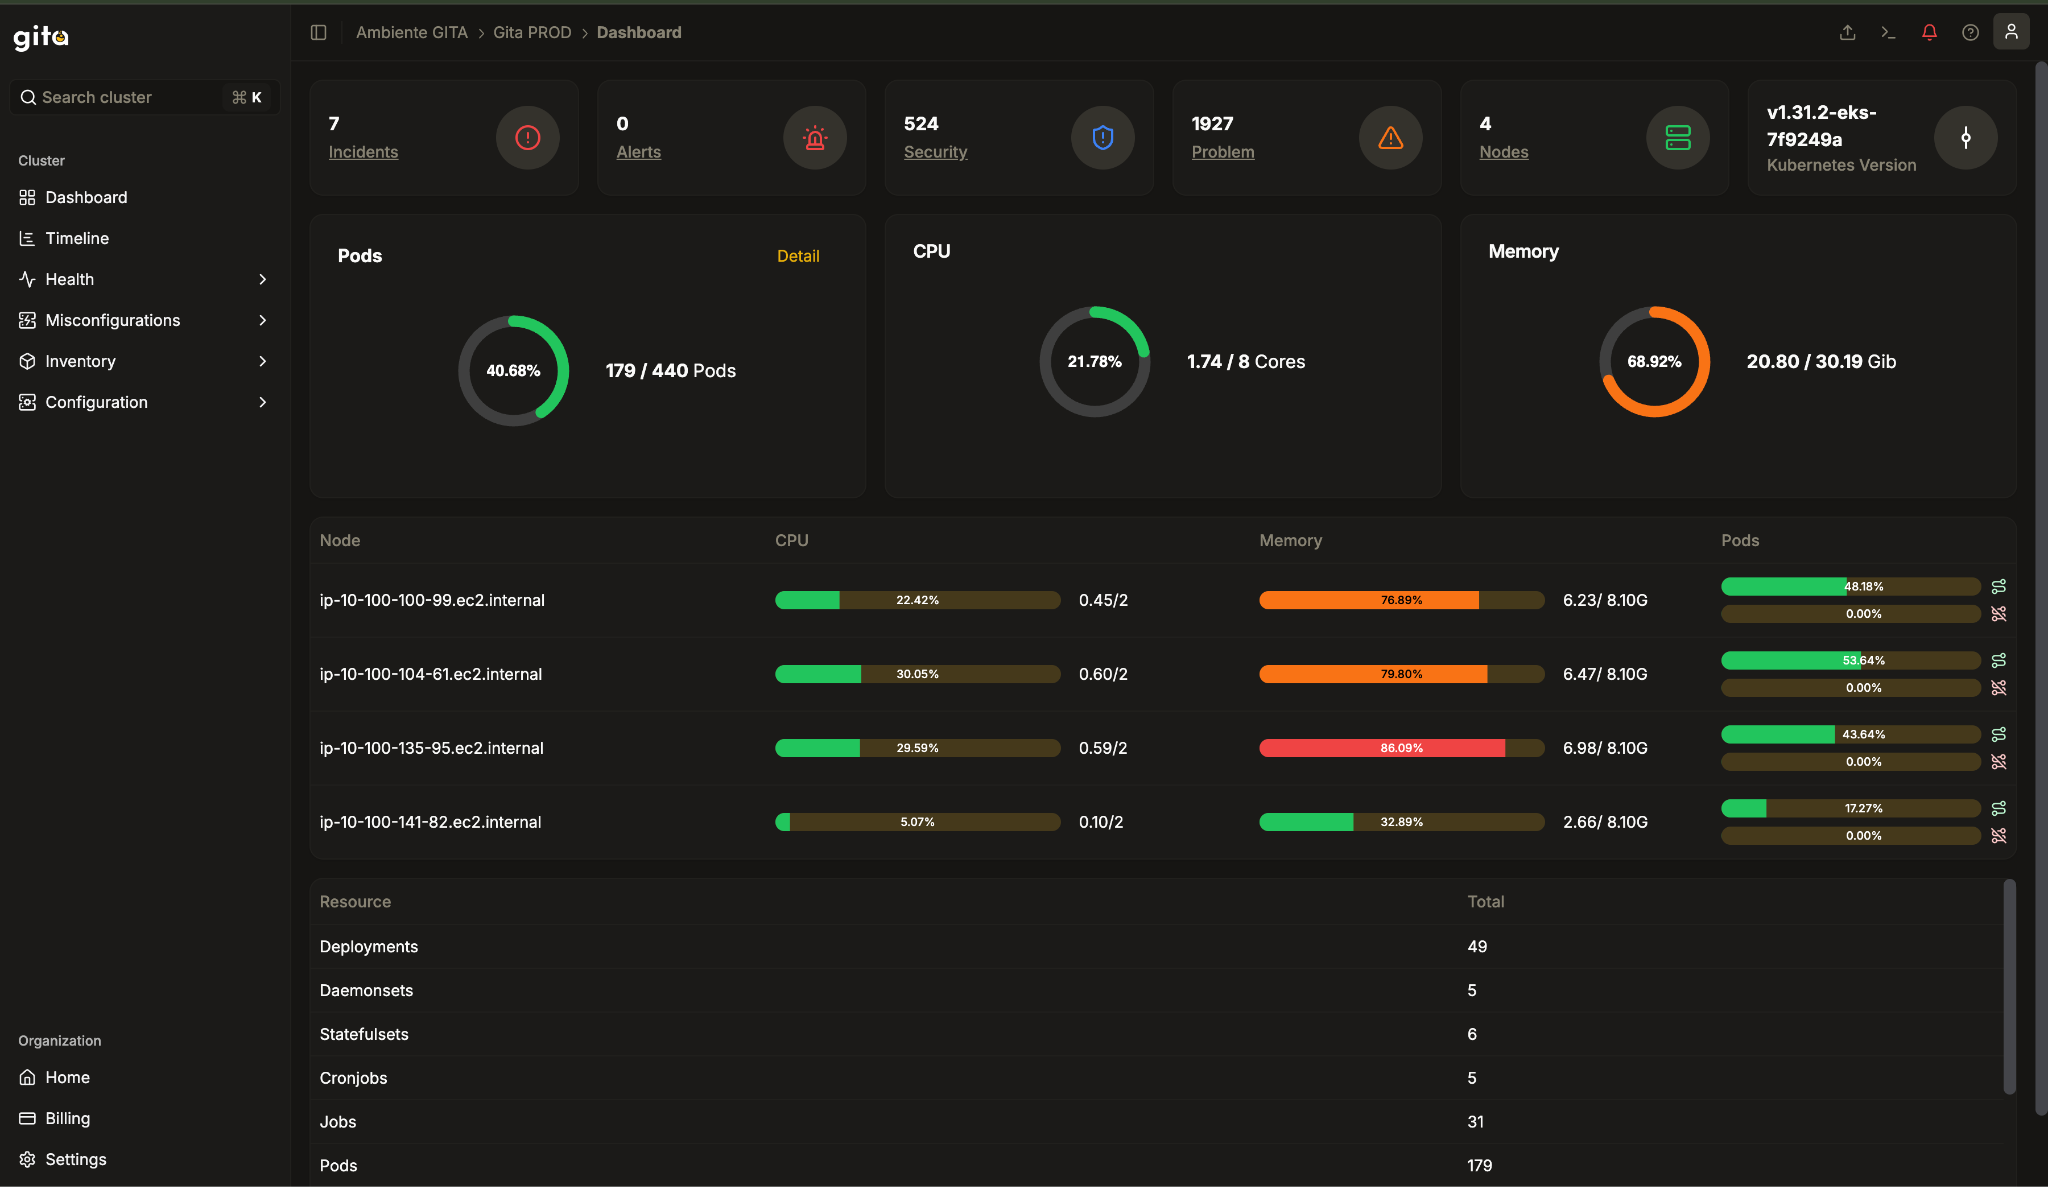 gita
Search cluster ⌘ K
Cluster
Dashboard
Timeline
Health
Misconfigurations
Inventory
Configuration
Organization
Home
Billing
Settings
Ambiente GITA > Gita PROD > Dashboard
7
Incidents
0
Alerts
524
Security
1927
Problem
4
Nodes
v1.31.2-eks-
7f9249a
Kubernetes Version
Pods
Detail
40.68%
179 / 440 Pods
CPU
21.78%
1.74 / 8 Cores
Memory
68.92%
20.80 / 30.19 Gib
Node CPU Memory Pods
ip-10-100-100-99.ec2.internal 22.42% 0.45/2 76.89% 6.23/ 8.10G 48.18%
0.00%
ip-10-100-104-61.ec2.internal 30.05% 0.60/2 79.80% 6.47/ 8.10G 53.64%
0.00%
ip-10-100-135-95.ec2.internal 29.59% 0.59/2 86.09% 6.98/ 8.10G 43.64%
0.00%
ip-10-100-141-82.ec2.internal 5.07% 0.10/2 32.89% 2.66/ 8.10G 17.27%
0.00%
Resource Total
Deployments 49
Daemonsets 5
Statefulsets 6
Cronjobs 5
Jobs 31
Pods 179